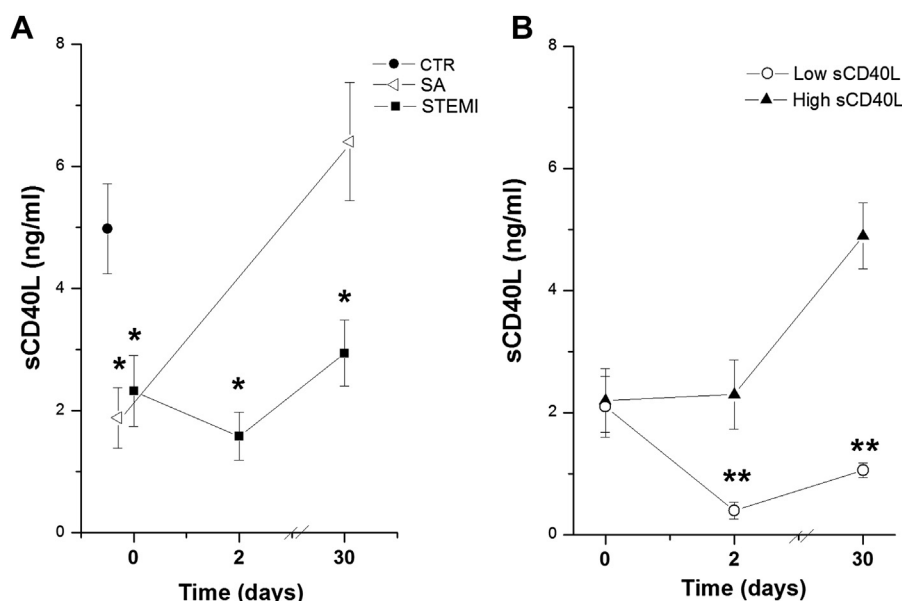 A
8
6
4
2
0
sCD40L (ng/ml)
CTR
SA
STEMI
*
*
*
*
0
2
30
Time (days)
B
8
6
4
2
0
sCD40L (ng/ml)
Low sCD40L
High sCD40L
**
**
0
2
30
Time (days)